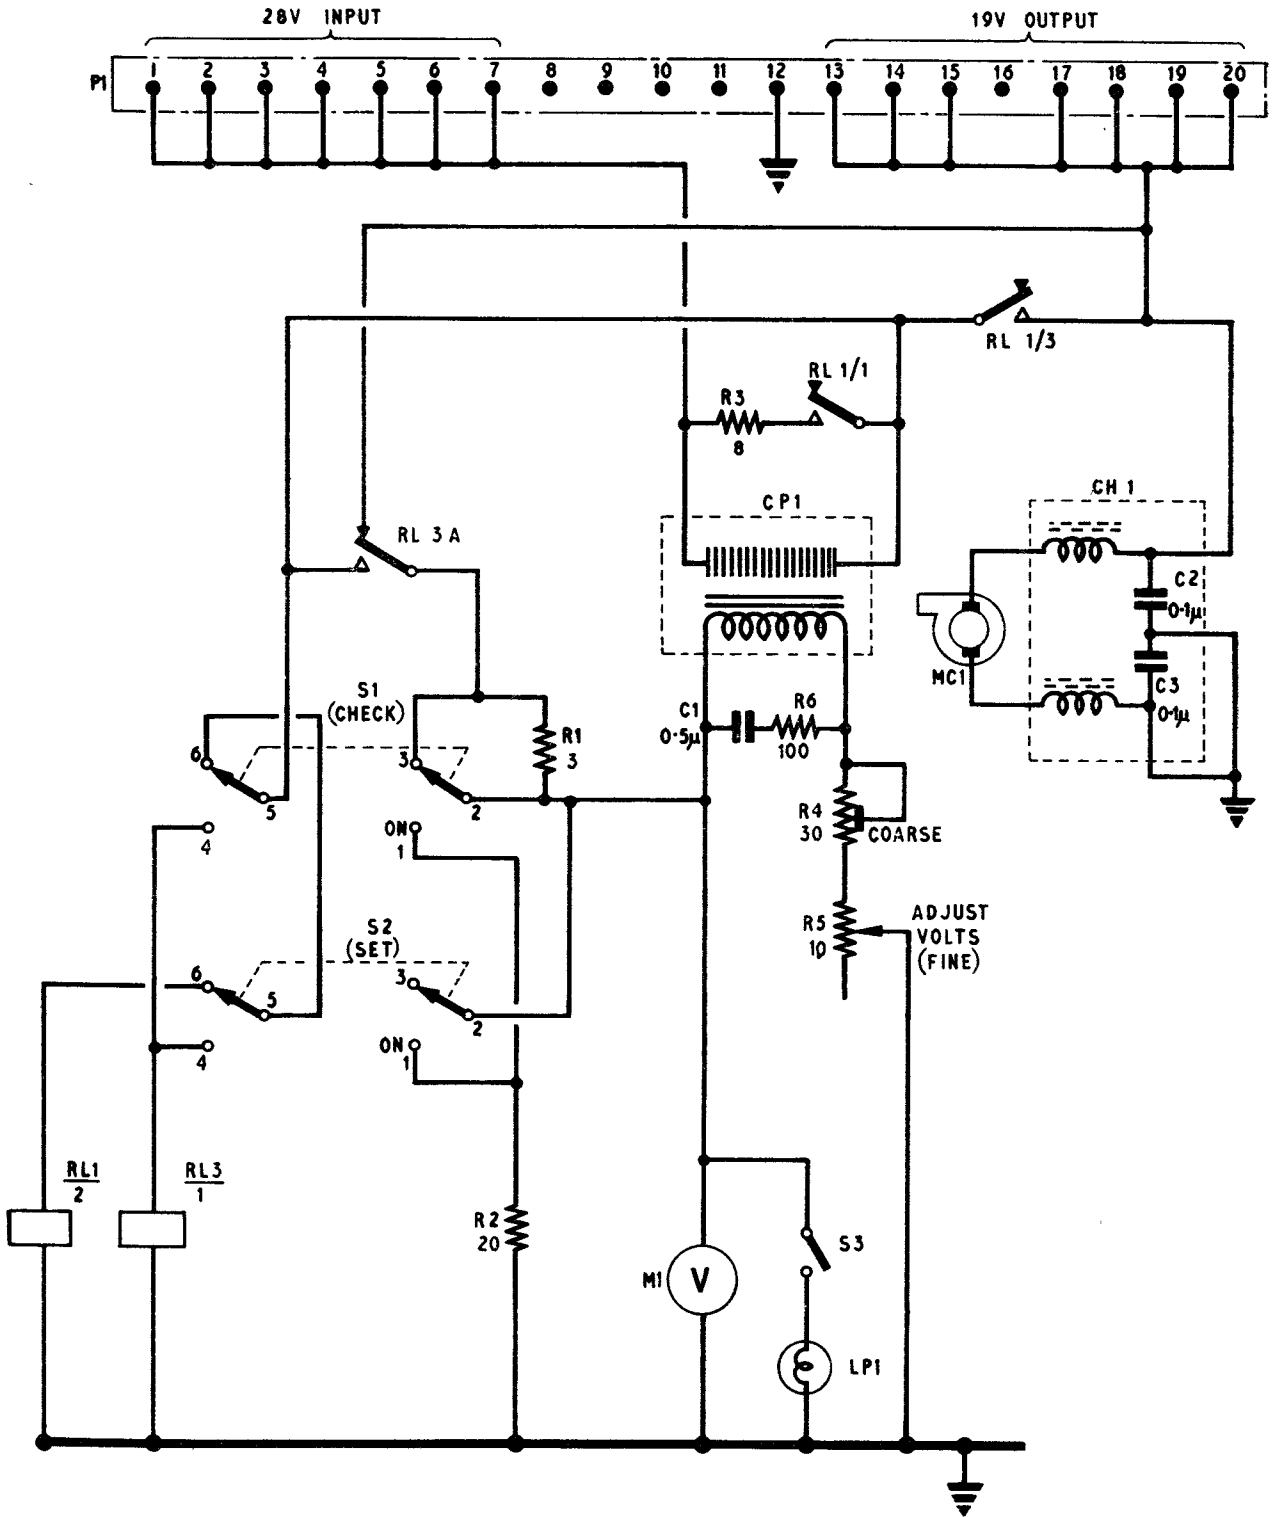 28V INPUT
19V OUTPUT
P1
1 2 3 4 5 6 7 8 9 10 11 12 13 14 15 16 17 18 19 20
RL 1/3
RL 1/1
R3
8
CP1
CH 1
RL 3A
C2
0·1µ
MC1
C3
0·1µ
S1
(CHECK)
6
5
4
3
2
ON
1
R1
3
C1
0·5µ
R6
100
R4
30
COARSE
S2
(SET)
6
5
4
3
2
ON
1
R5
10
ADJUST
VOLTS
(FINE)
RL1
2
RL3
1
R2
20
M1
V
S3
LP1